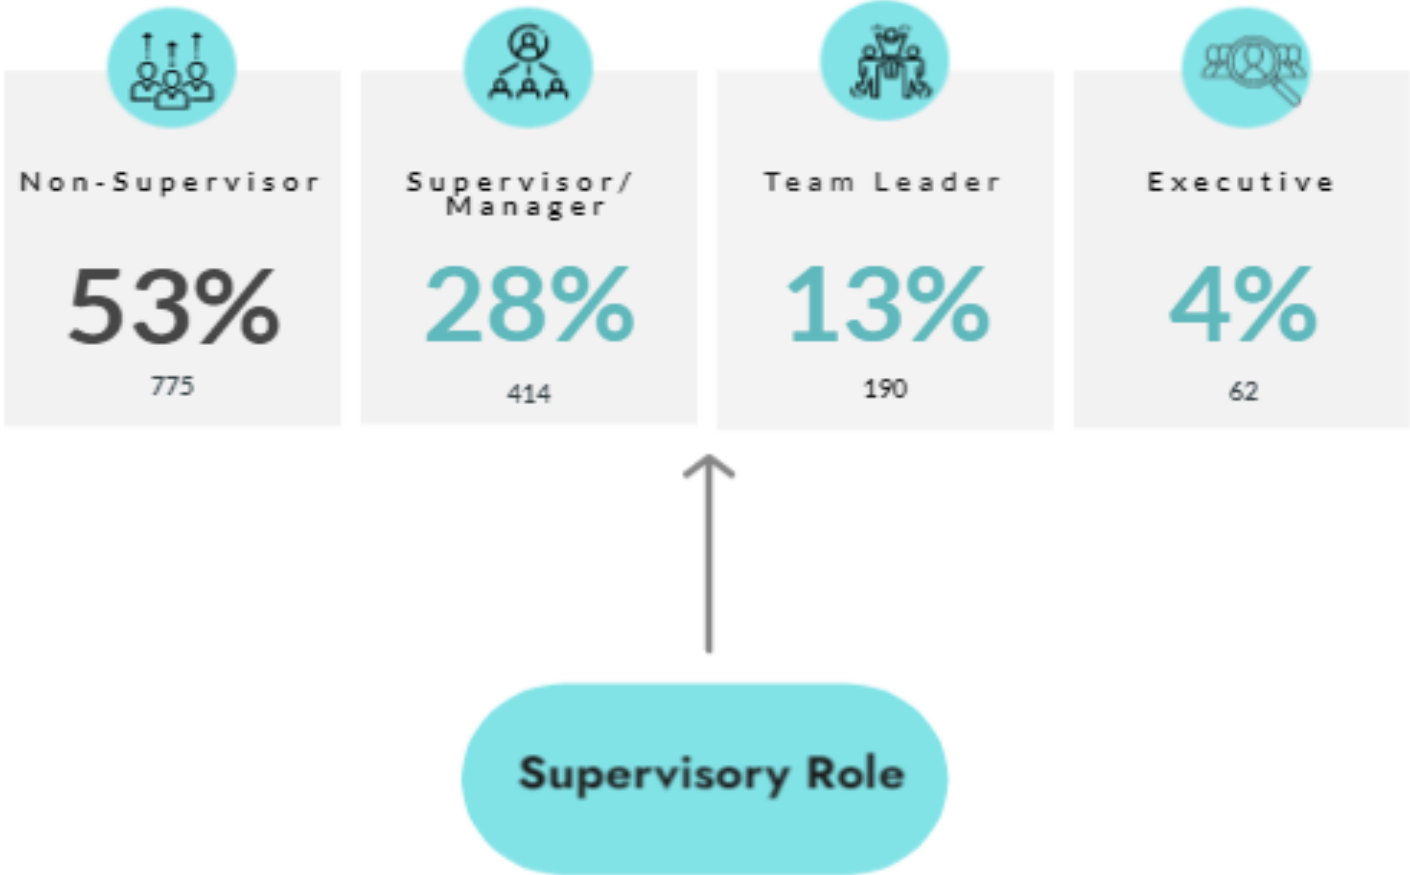 Non-Supervisor
Supervisor/
Manager
Team Leader
Executive
53%
28%
13%
4%
775
414
190
62
Supervisory Role